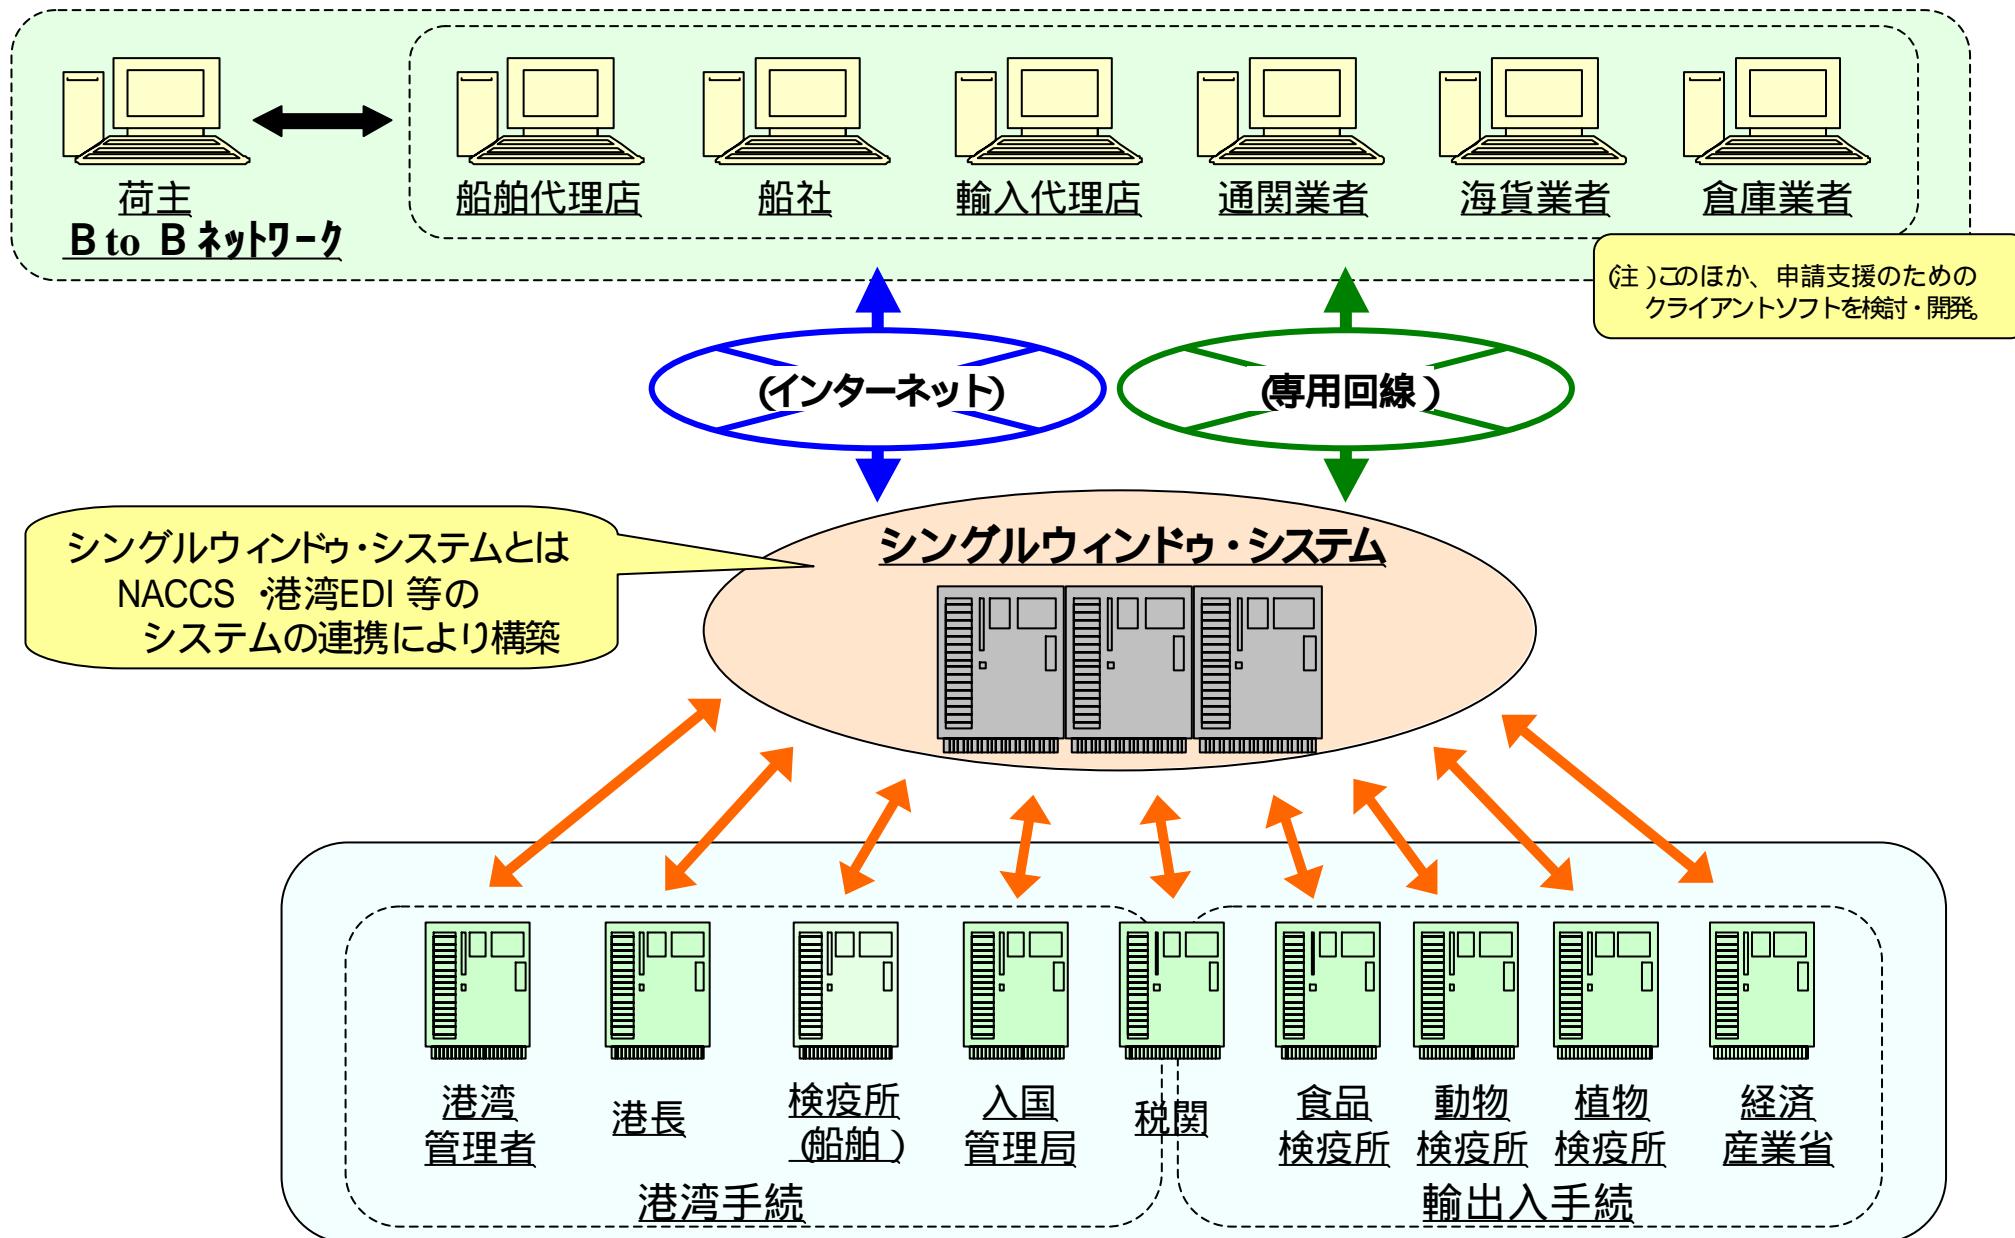 荷主
船舶代理店
船社
輸入代理店
通関業者
海貨業者
倉庫業者
B to B ネットワーク
(注)このほか、申請支援のための
クライアントソフトを検討・開発。
(インターネット)
(専用回線)
シングルウィンドゥ・システム
シングルウィンドゥ・システムとは
NACCS・港湾EDI等の
システムの連携により構築
港湾
管理者
港長
検疫所
(船舶)
入国
管理局
税関
食品
検疫所
動物
検疫所
植物
検疫所
経済
産業省
港湾手続
輸出入手続